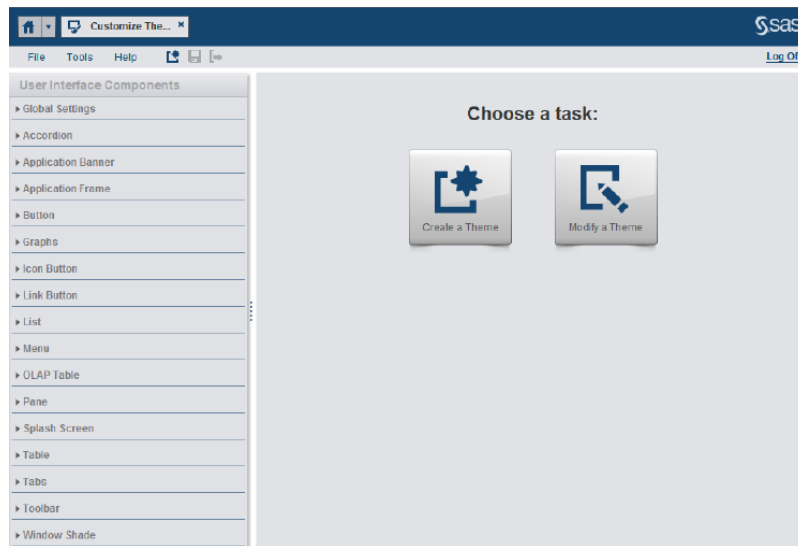 Customize The...
sas
File Tools Help
Log Of
User Interface Components
Global Settings
Accordion
Application Banner
Application Frame
Button
Graphs
Icon Button
Link Button
List
Menu
OLAP Table
Pane
Splash Screen
Table
Tabs
Toolbar
Window Shade
Choose a task:
Create a Theme
Modify a Theme